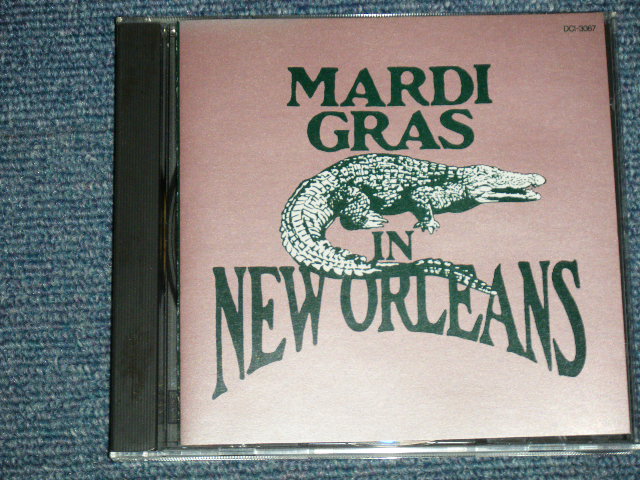 DCI-3067
MARDI
GRAS
IN
NEW ORLEANS